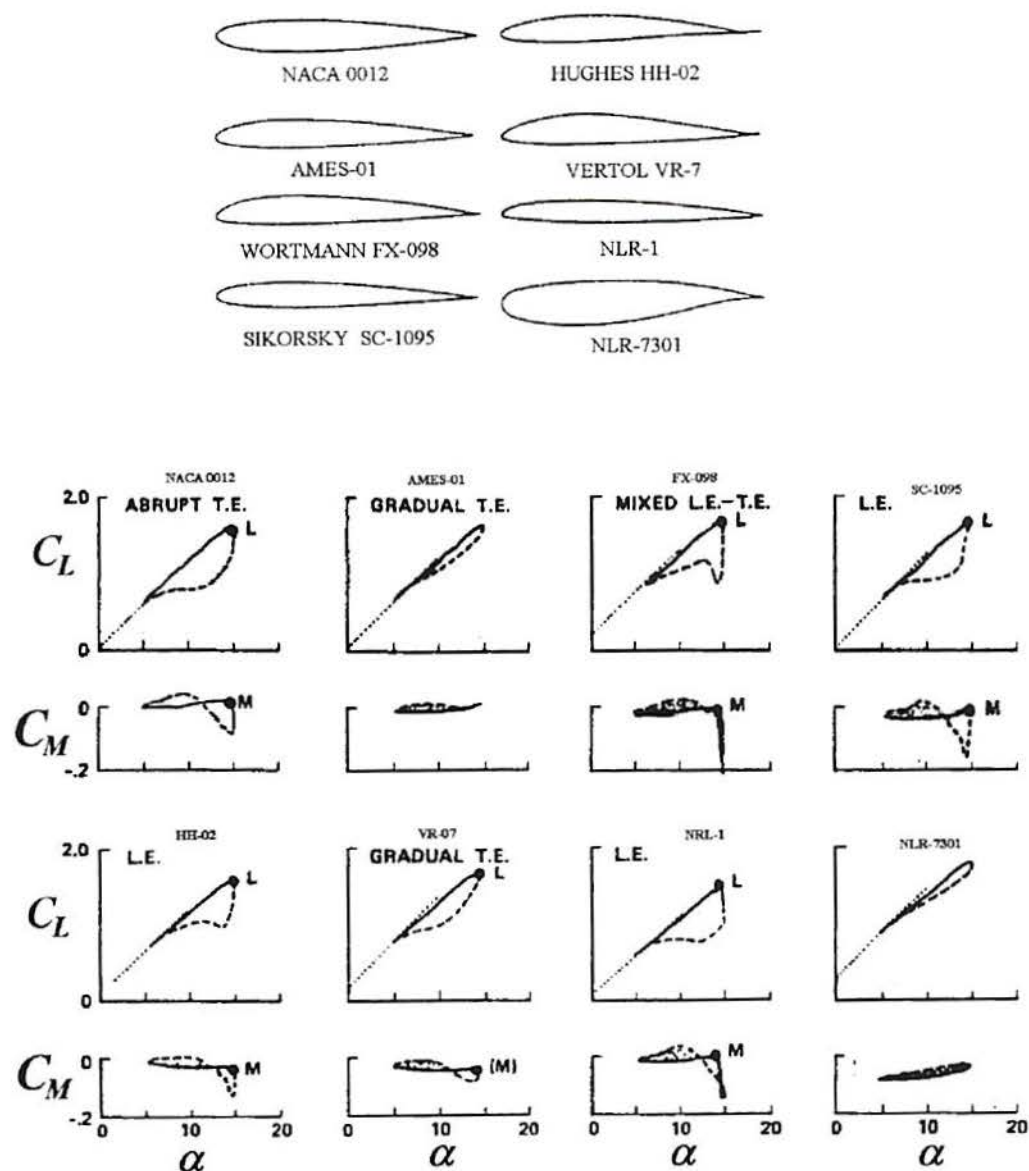 NACA 0012
HUGHES HH-02
AMES-01
VERTOL VR-7
WORTMANN FX-098
NLR-1
SIKORSKY SC-1095
NLR-7301
NACA 0012
AMES-01
FX-098
SC-1095
2.0
ABRUPT T.E.
GRADUAL T.E.
MIXED L.E.-T.E.
L.E.
L
L
L
C_L
0
0
M
M
M
C_M
-.2
HH-02
VR-07
NRL-1
NLR-7301
2.0
L.E.
GRADUAL T.E.
L.E.
L
L
L
C_L
0
0
M
(M)
M
C_M
-.2
0 10 20
0 10 20
0 10 20
0 10 20
α
α
α
α